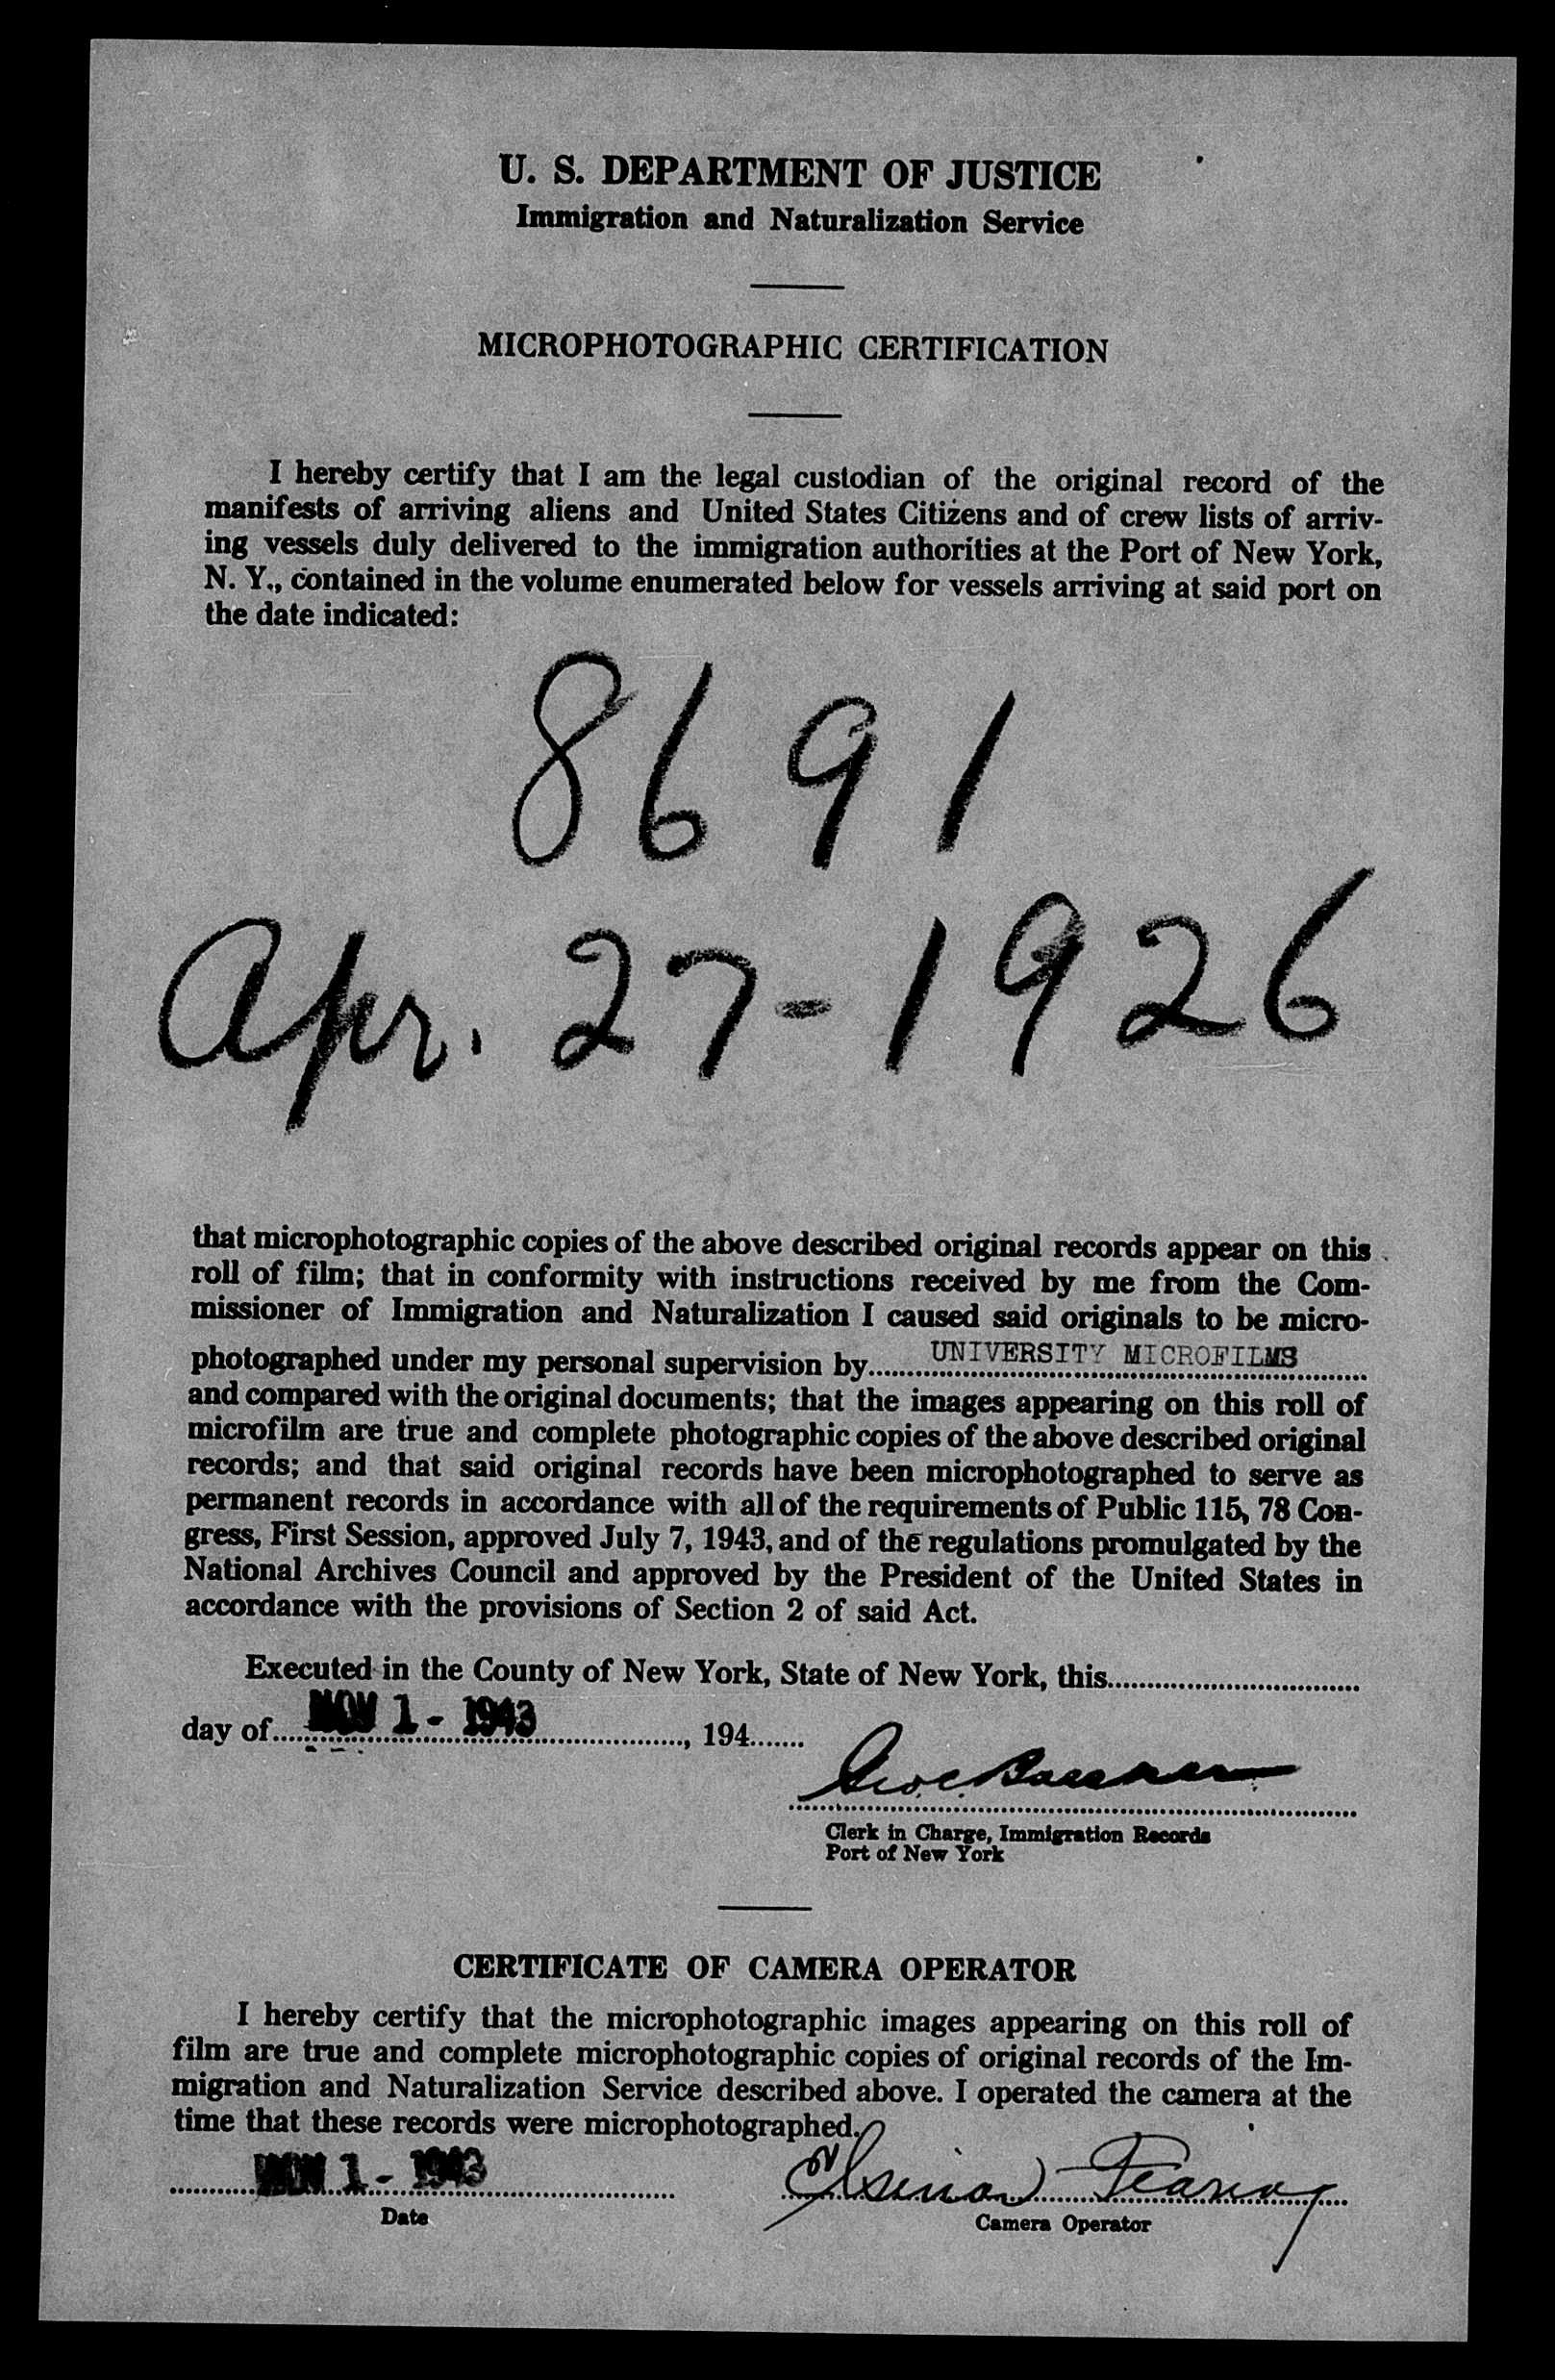 U. S. DEPARTMENT OF JUSTICE
Immigration and Naturalization Service
MICROPHOTOGRAPHIC CERTIFICATION
I hereby certify that I am the legal custodian of the original record of the
manifests of arriving aliens and United States Citizens and of crew lists of arriv-
ing vessels duly delivered to the immigration authorities at the Port of New York,
N. Y., contained in the volume enumerated below for vessels arriving at said port on
the date indicated:
8691
Apr. 27-1926
that microphotographic copies of the above described original records appear on this
roll of film; that in conformity with instructions received by me from the Com-
missioner of Immigration and Naturalization I caused said originals to be micro-
photographed under my personal supervision by UNIVERSITY MICROFILMS
and compared with the original documents; that the images appearing on this roll of
microfilm are true and complete photographic copies of the above described original
records; and that said original records have been microphotographed to serve as
permanent records in accordance with all of the requirements of Public 115, 78 Con-
gress, First Session, approved July 7, 1943, and of the regulations promulgated by the
National Archives Council and approved by the President of the United States in
accordance with the provisions of Section 2 of said Act.
Executed in the County of New York, State of New York, this
day of NOV 1 - 1943, 194
Clerk in Charge, Immigration Records
Port of New York
CERTIFICATE OF CAMERA OPERATOR
I hereby certify that the microphotographic images appearing on this roll of
film are true and complete microphotographic copies of original records of the Im-
migration and Naturalization Service described above. I operated the camera at the
time that these records were microphotographed.
NOV 1 - 1943
Date
Camera Operator